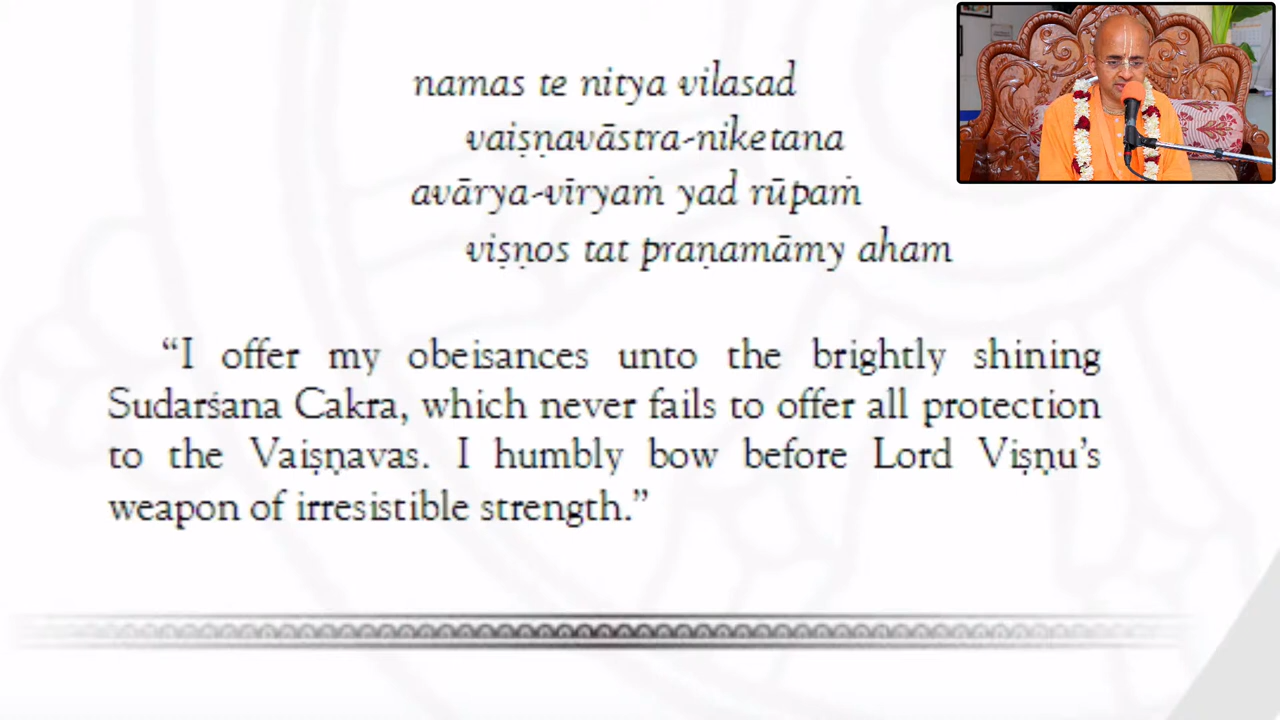 namas te nitya vilasad
vaiṣṇavāstra-niketana
avārya-vīryaṁ yad rūpaṁ
viṣṇos tat praṇamāmy aham
“I offer my obeisances unto the brightly shining
Sudarśana Cakra, which never fails to offer all protection
to the Vaiṣṇavas. I humbly bow before Lord Viṣṇu’s
weapon of irresistible strength.”